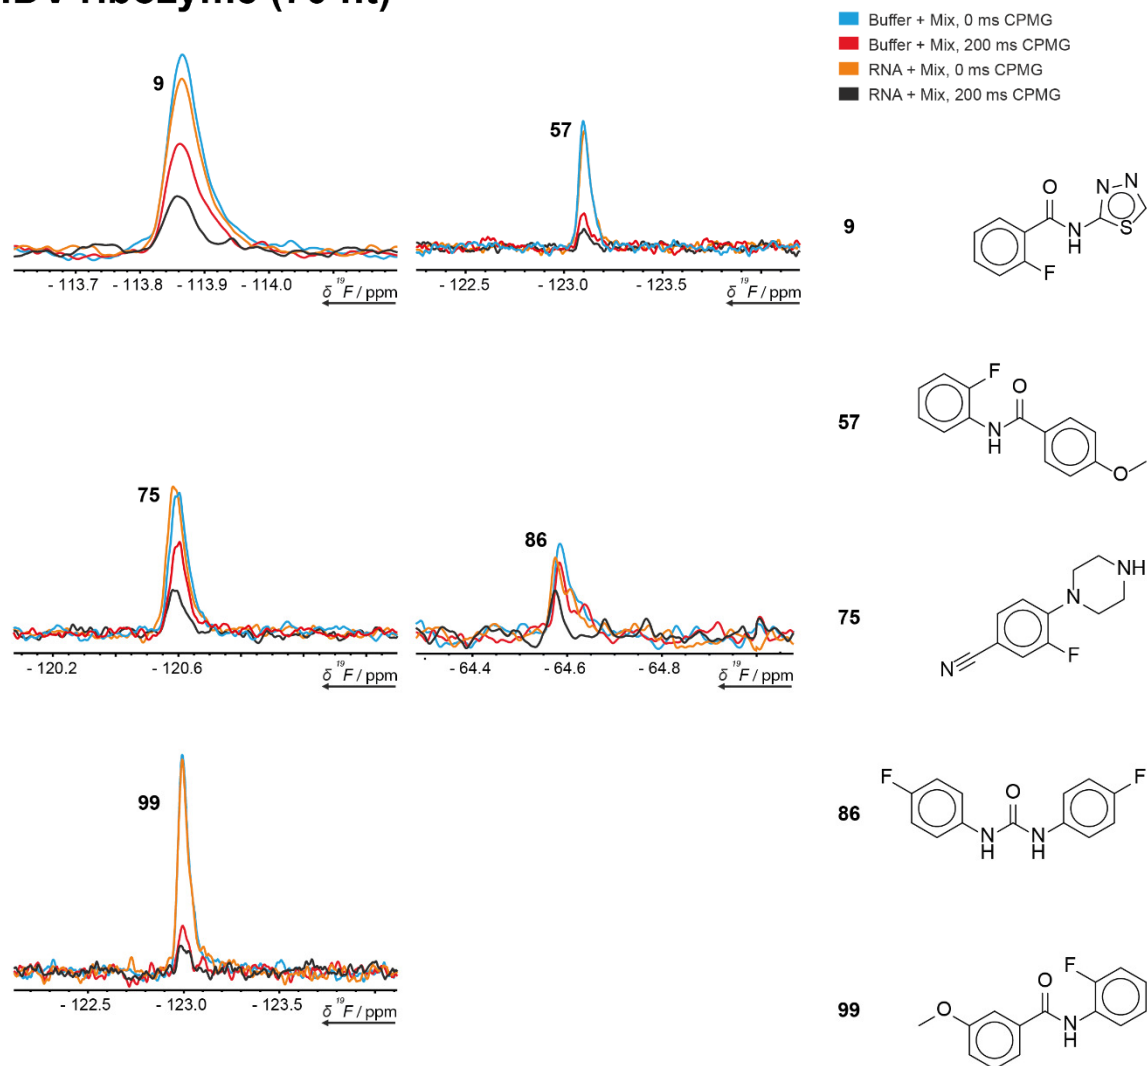 (70 nt)
Buffer + Mix, 0 ms CPMG
Buffer + Mix, 200 ms CPMG
RNA + Mix, 0 ms CPMG
RNA + Mix, 200 ms CPMG
9
- 113.7 - 113.8 - 113.9 - 114.0
δ ¹⁹F / ppm
57
- 122.5 - 123.0 - 123.5
δ ¹⁹F / ppm
9
O
N N
N
H
S
F
57
F
O
N
H
O
75
- 120.2 - 120.6
δ ¹⁹F / ppm
86
- 64.4 - 64.6 - 64.8
δ ¹⁹F / ppm
75
NH
N
F
N
86
F
O
F
N
H
N
H
99
- 122.5 - 123.0 - 123.5
δ ¹⁹F / ppm
99
F
O
O
N
H